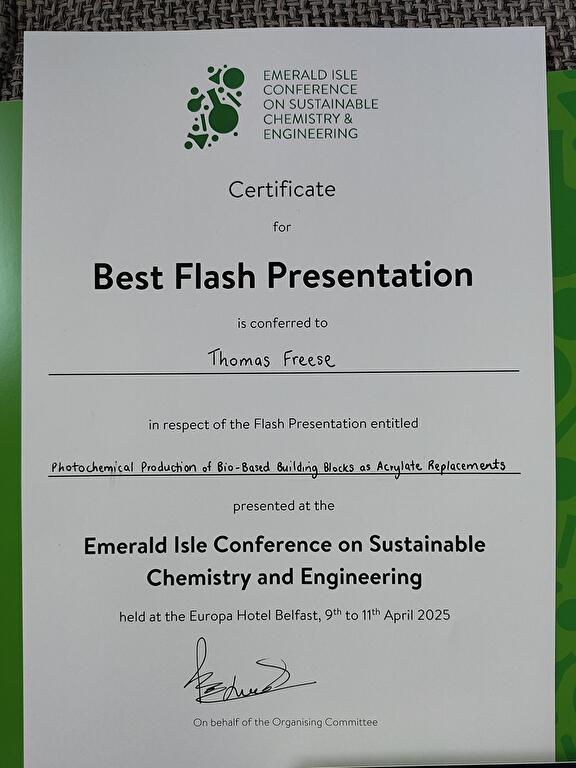 EMERALD ISLE
CONFERENCE
ON SUSTAINABLE
CHEMISTRY &
ENGINEERING
Certificate
for
Best Flash Presentation
is conferred to
Thomas Freese
in respect of the Flash Presentation entitled
Photochemical Production of Bio-Based Building Blocks as Acrylate Replacements
presented at the
Emerald Isle Conference on Sustainable
Chemistry and Engineering
held at the Europa Hotel Belfast, 9th to 11th April 2025
On behalf of the Organising Committee